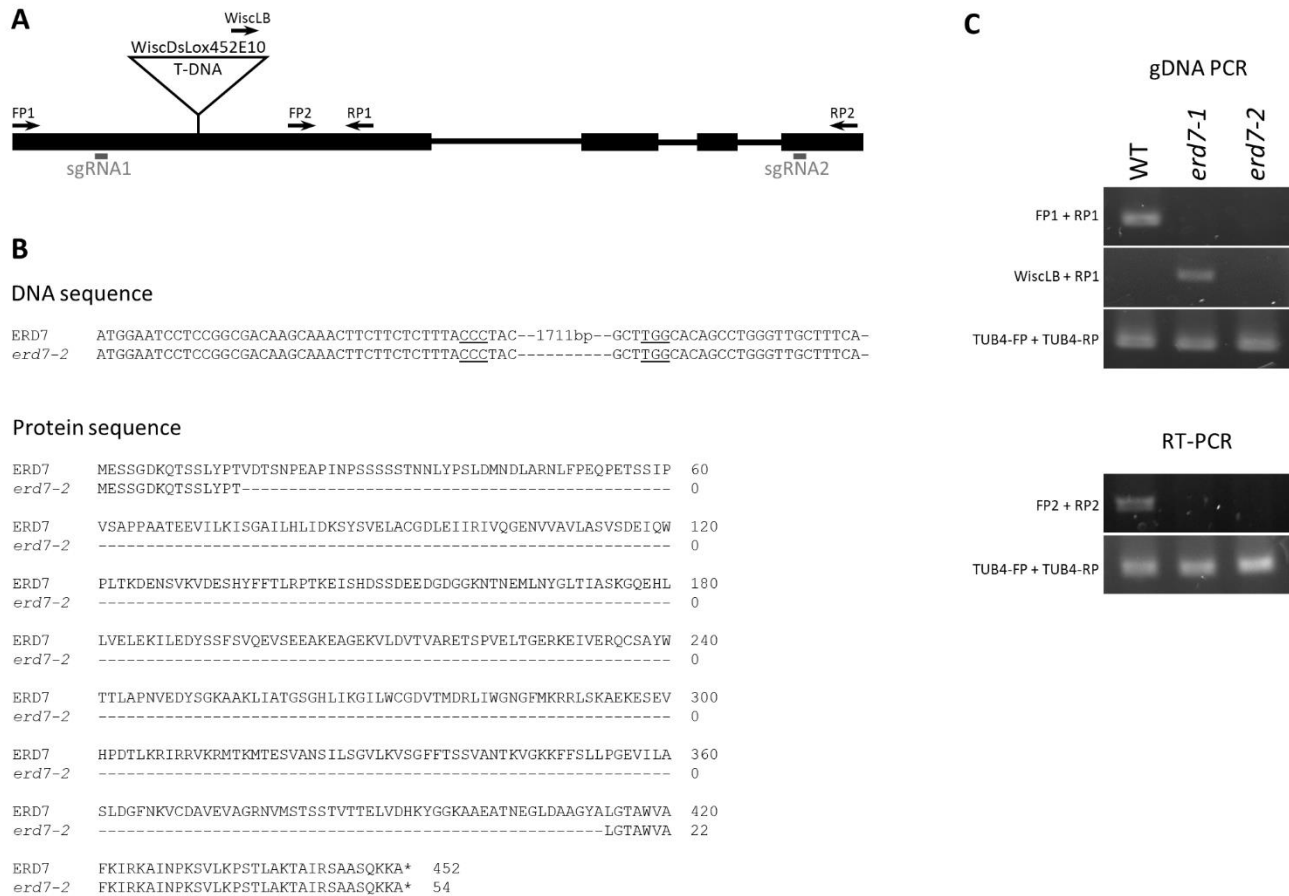 A
WiscLB
WiscDsLox452E10
T-DNA
FP1
FP2
RP1
RP2
sgRNA1
sgRNA2
B
DNA sequence
ERD7 ATGGAATCCTCCGGCGACAAGCAAACTTCTTCTCTTTACCCTAC--1711bp--GCTTGGCACAGCCTGGGTTGCTTTCA-
erd7-2 ATGGAATCCTCCGGCGACAAGCAAACTTCTTCTCTTTACCCTAC----------GCTTGGCACAGCCTGGGTTGCTTTCA-
Protein sequence
ERD7 MESSGDKQTSSLYPTVDTSNPEAPINPSSSSSTNNLYPSLDMNDLARNLFPEQPETSSIP 60
erd7-2 MESSGDKQTSSLYPT--------------------------------------------- 0
ERD7 VSAPPAATEEVILKISGAILHLIDKSYSVELACGDLEIIRIVQGENVVAVLASVSDEIQW 120
erd7-2 ------------------------------------------------------------ 0
ERD7 PLTKDENSVKVDESHYFFTLRPTKEISHDSSDEEDGDGGKNTNEMLNYGLTIASKGQEHL 180
erd7-2 ------------------------------------------------------------ 0
ERD7 LVELEKILEDYSSFSVQEVSEEAKEAGEKVLDVTVARETSPVELTGERKEIVERQCSAYW 240
erd7-2 ------------------------------------------------------------ 0
ERD7 TTLAPNVEDYSGKAAKLIATGSGHLIKGILWCGDVTMDRLIWGNGFMKRRLSKAEKESEV 300
erd7-2 ------------------------------------------------------------ 0
ERD7 HPDTLKRIRRVKRMTKMTESVANSILSGVLKVSGFFTSSVANTKVGKKFFSLLPGEVILA 360
erd7-2 ------------------------------------------------------------ 0
ERD7 SLDGFNKVCDAVEVAGRNVMSTSSTVTTELVDHKYGGKAAEATNEGLDAAGYALGTAWVA 420
erd7-2 -----------------------------------------------------LGTAWVA 22
ERD7 FKIRKAINPKSVLKPSTLAKTAIRSAASQKKA* 452
erd7-2 FKIRKAINPKSVLKPSTLAKTAIRSAASQKKA* 54
C
gDNA PCR
WT
erd7-1
erd7-2
FP1 + RP1
WiscLB + RP1
TUB4-FP + TUB4-RP
RT-PCR
FP2 + RP2
TUB4-FP + TUB4-RP